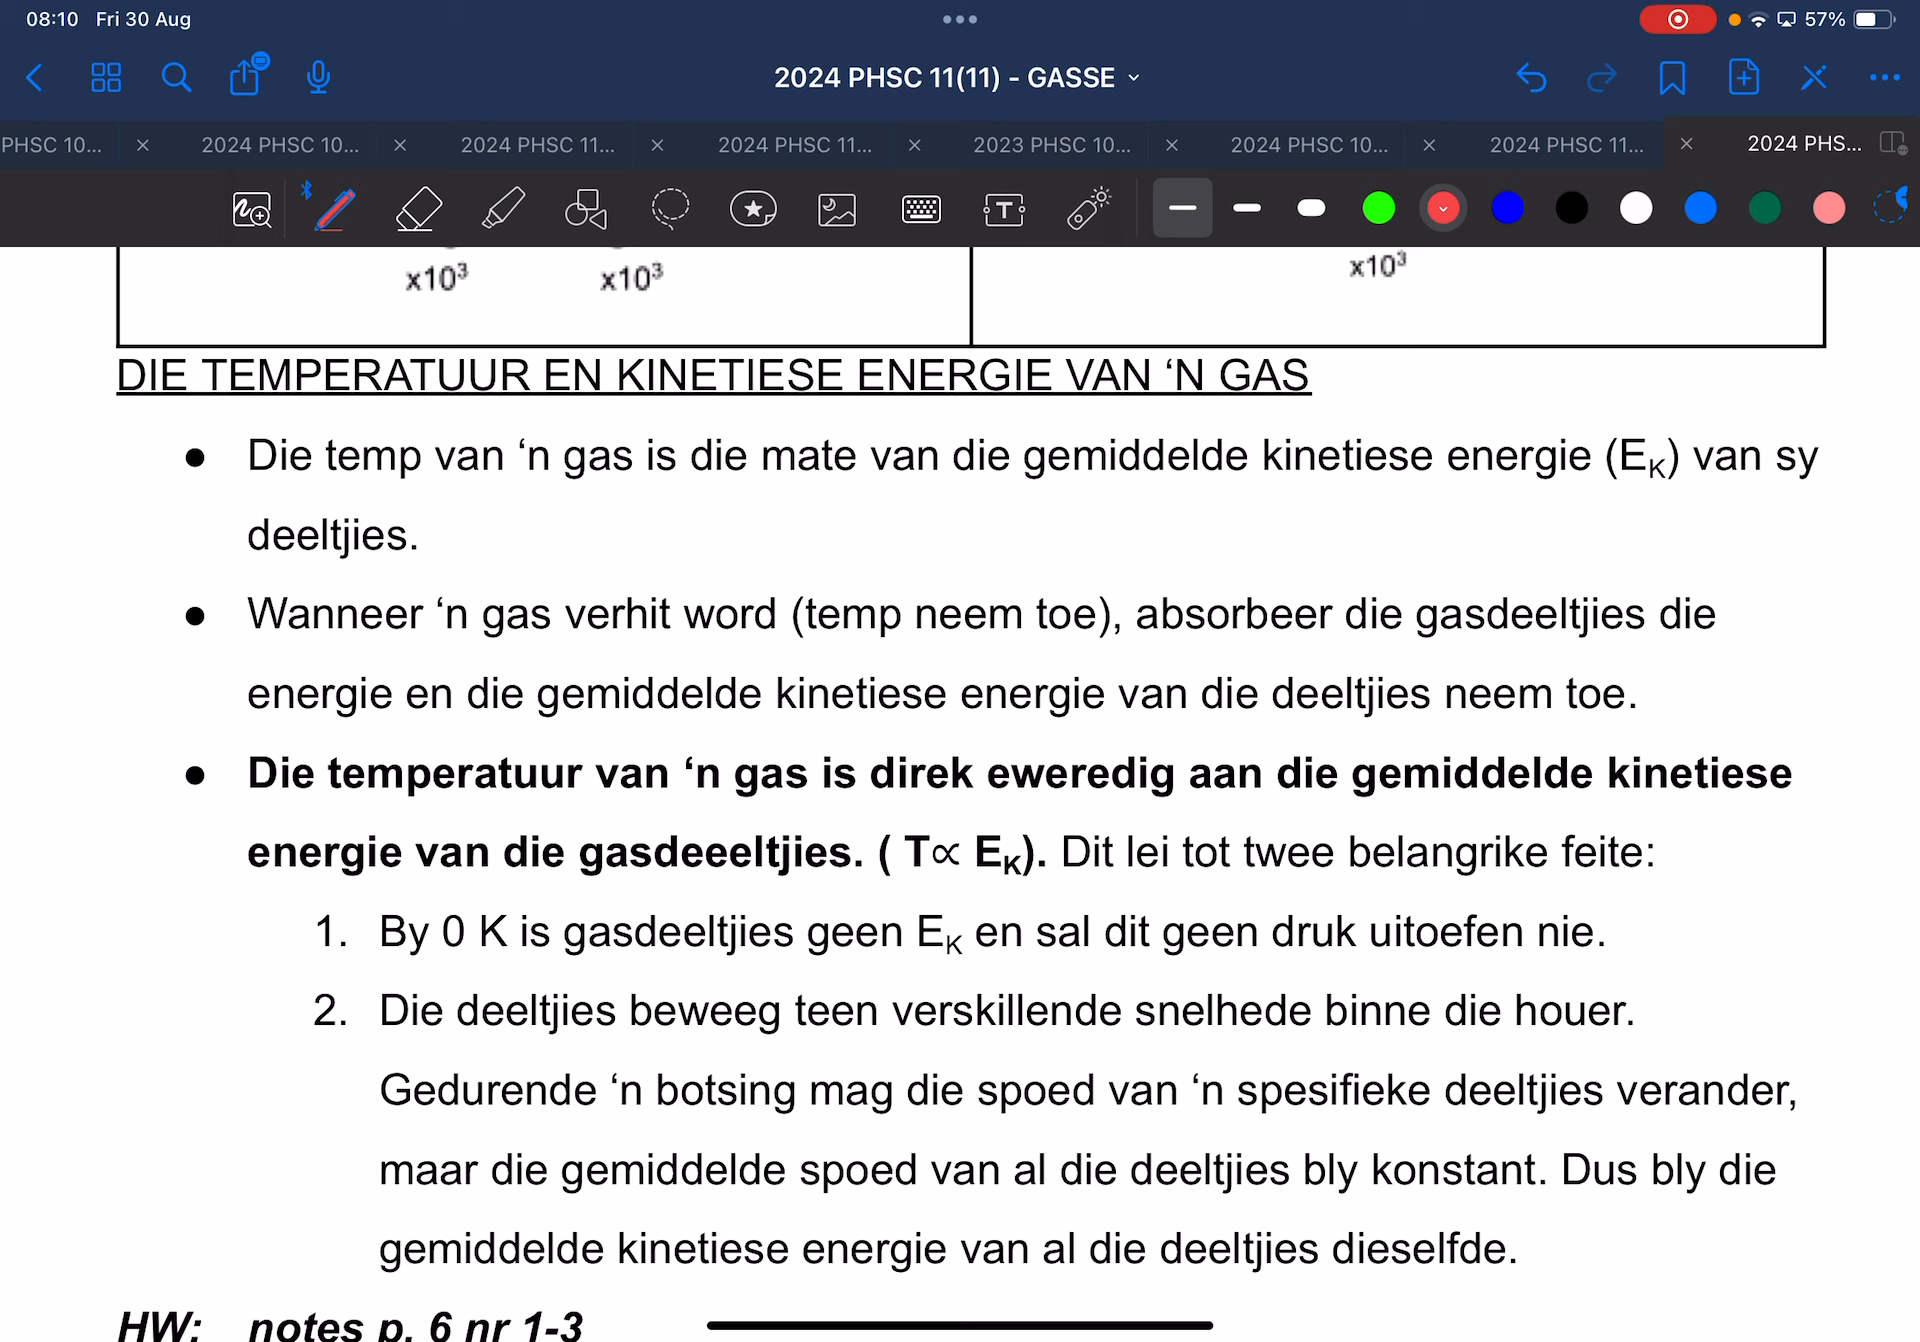 08:10 Fri 30 Aug
57%
2024 PHSC 11(11) - GASSE
PHSC 10... 2024 PHSC 10... 2024 PHSC 11... 2024 PHSC 11... 2023 PHSC 10... 2024 PHSC 10... 2024 PHSC 11... 2024 PHS...
x10³ x10³ x10³
DIE TEMPERATUUR EN KINETIESE ENERGIE VAN ‘N GAS
● Die temp van ‘n gas is die mate van die gemiddelde kinetiese energie (E_K) van sy
deeltjies.
● Wanneer ‘n gas verhit word (temp neem toe), absorbeer die gasdeeltjies die
energie en die gemiddelde kinetiese energie van die deeltjies neem toe.
● Die temperatuur van ‘n gas is direk eweredig aan die gemiddelde kinetiese
energie van die gasdeeeltjies. ( T∝ E_K). Dit lei tot twee belangrike feite:
1. By 0 K is gasdeeltjies geen E_K en sal dit geen druk uitoefen nie.
2. Die deeltjies beweeg teen verskillende snelhede binne die houer.
Gedurende ‘n botsing mag die spoed van ‘n spesifieke deeltjies verander,
maar die gemiddelde spoed van al die deeltjies bly konstant. Dus bly die
gemiddelde kinetiese energie van al die deeltjies dieselfde.
HW: notes p. 6 nr 1-3